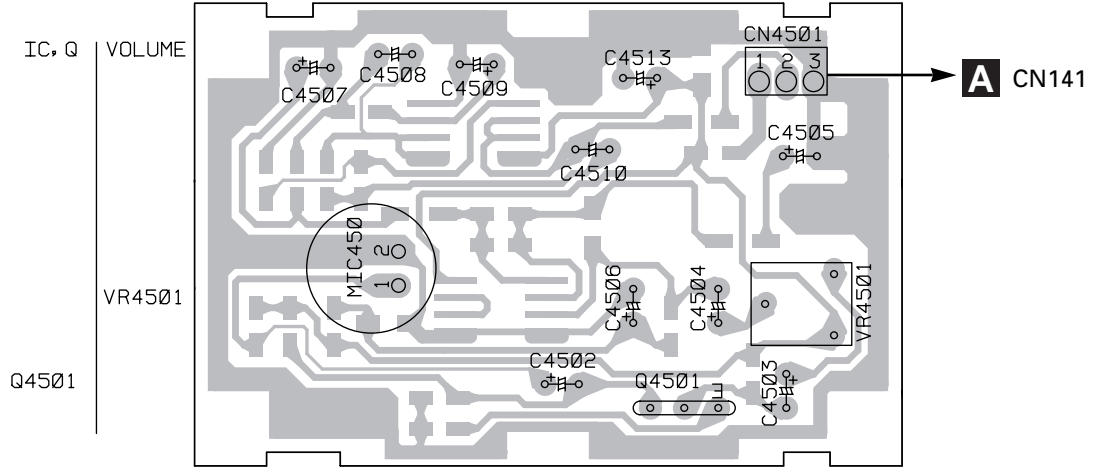 IC, Q VOLUME
CN4501
1 2 3
A CN141
C4507
C4508
C4509
C4513
C4505
C4510
MIC450
2
1
VR4501
C4506
C4504
VR4501
Q4501
C4502
Q4501
E
C4503